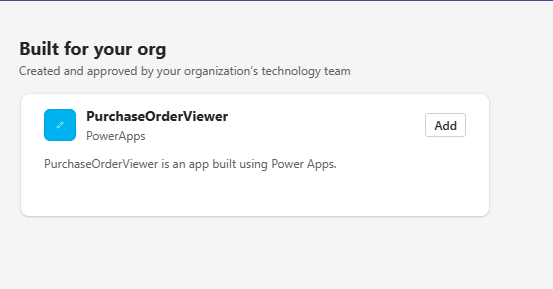 Built for your org
Created and approved by your organization's technology team
PurchaseOrderViewer
Add
PowerApps
PurchaseOrderViewer is an app built using Power Apps.